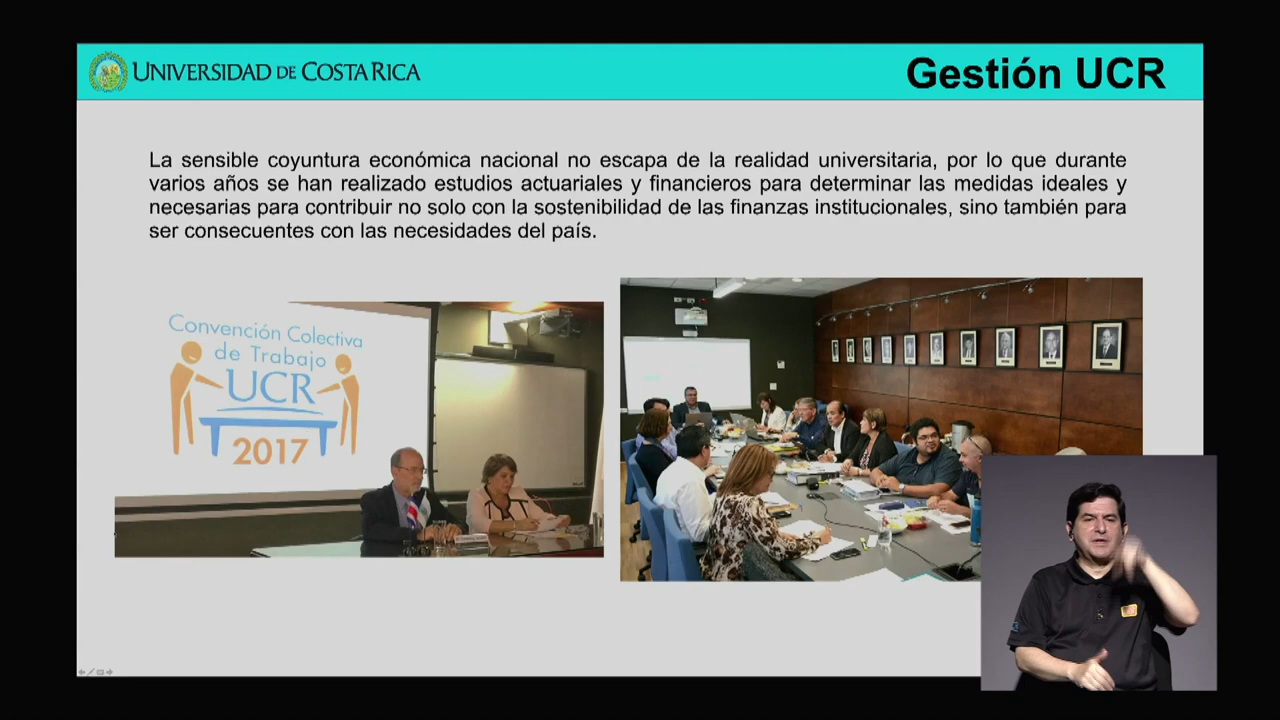 UNIVERSIDAD DE COSTA RICA
Gestión UCR
La sensible coyuntura económica nacional no escapa de la realidad universitaria, por lo que durante
varios años se han realizado estudios actuariales y financieros para determinar las medidas ideales y
necesarias para contribuir no solo con la sostenibilidad de las finanzas institucionales, sino también para
ser consecuentes con las necesidades del país.
Convención Colectiva
de Trabajo
UCR
2017